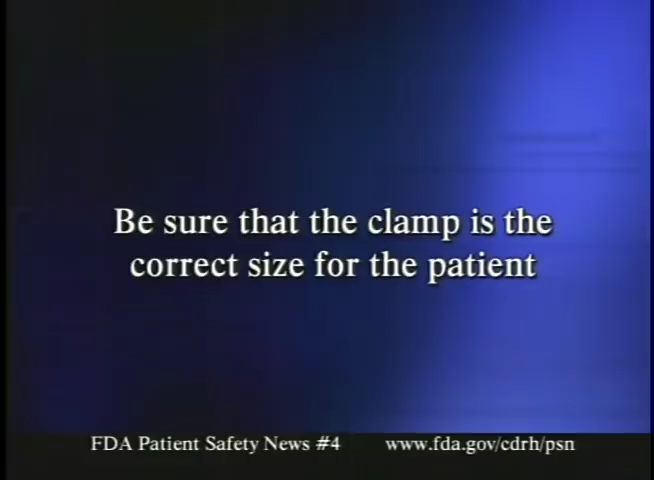 Be sure that the clamp is the
correct size for the patient
FDA Patient Safety News #4 www.fda.gov/cdrh/psn